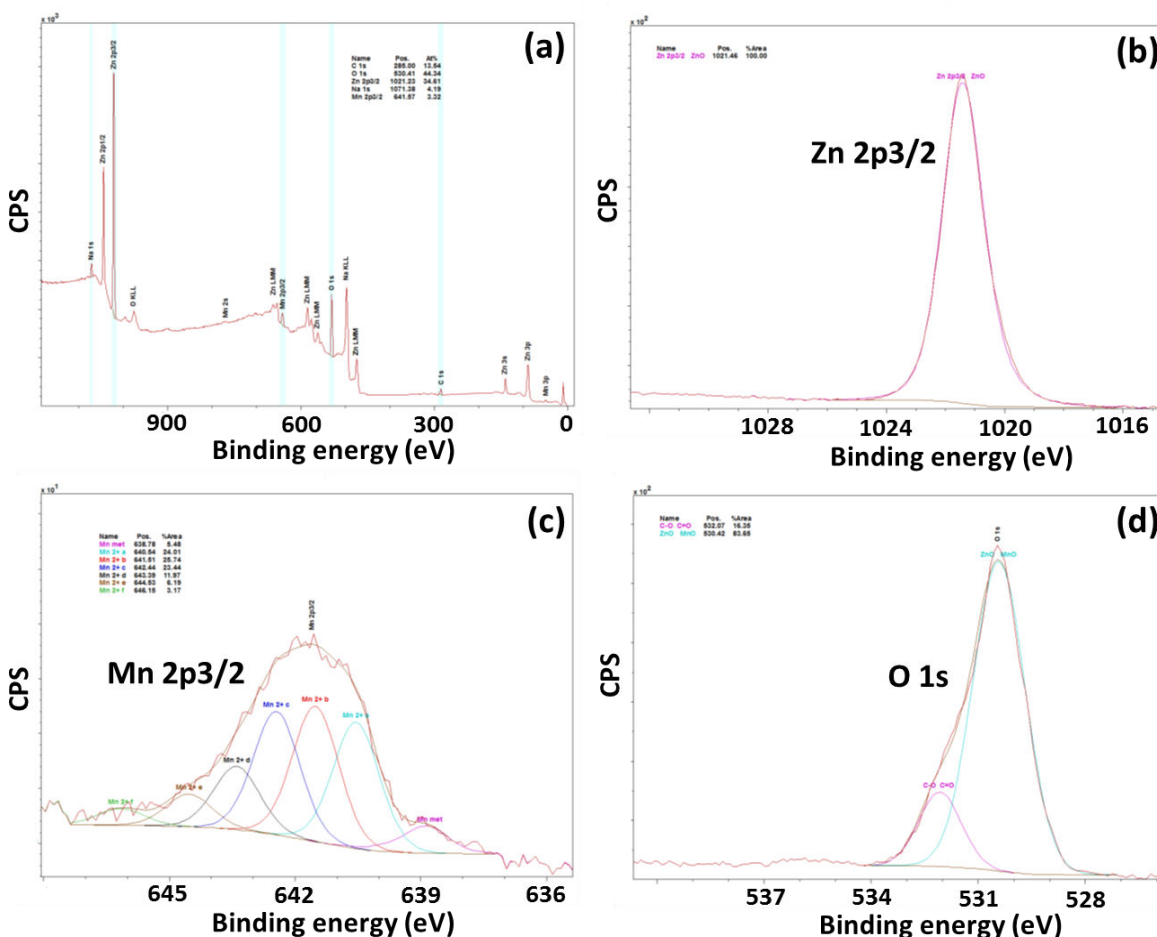 x 10³
(a)
Name Pos. At%
C 1s 285.00 13.54
O 1s 530.41 44.34
Zn 2p3/2 1021.23 34.61
Na 1s 1071.38 4.19
Mn 2p3/2 641.57 3.32
Na 1s
Zn 2p1/2
Zn 2p3/2
O KLL
Mn 2s
Zn LMM
Mn 2p3/2
Zn LMM
Zn LMM
O 1s
Na KLL
Zn LMM
C 1s
Zn 3s
Zn 3p
Mn 3p
CPS
900 600 300 0
Binding energy (eV)
x 10²
(b)
Name Pos. %Area
Zn 2p3/2 ZnO 1021.46 100.00
Zn 2p3/2 ZnO
Zn 2p3/2
CPS
1028 1024 1020 1016
Binding energy (eV)
x 10¹
(c)
Name Pos. %Area
Mn met 638.78 5.48
Mn 2+ a 640.54 24.01
Mn 2+ b 641.51 25.74
Mn 2+ c 642.44 23.44
Mn 2+ d 643.39 11.97
Mn 2+ e 644.53 6.19
Mn 2+ f 646.15 3.17
Mn 2p3/2
Mn 2p3/2
Mn 2+ f
Mn 2+ e
Mn 2+ d
Mn 2+ c
Mn 2+ b
Mn 2+ a
Mn met
CPS
645 642 639 636
Binding energy (eV)
x 10²
(d)
Name Pos. %Area
C-O C=O 532.07 16.35
ZnO MnO 530.42 83.65
O 1s
ZnO MnO
O 1s
C-O C=O
CPS
537 534 531 528
Binding energy (eV)